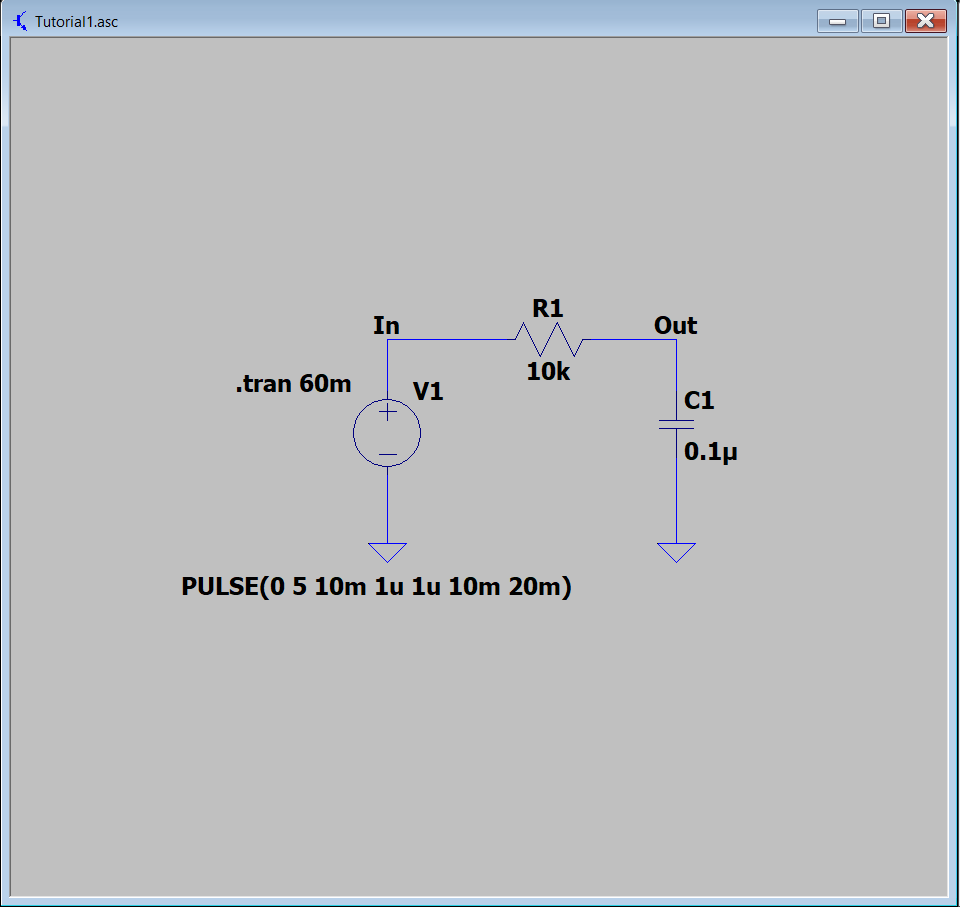 Tutorial1.asc
R1
In
Out
10k
.tran 60m
V1
C1
0.1µ
PULSE(0 5 10m 1u 1u 10m 20m)